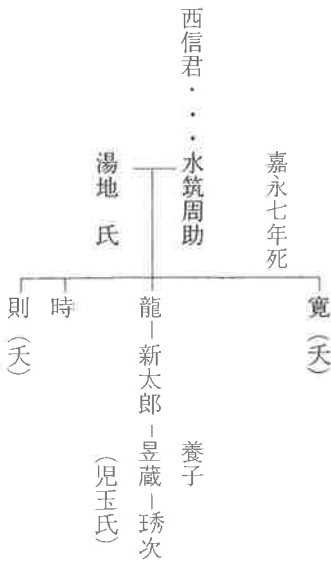 嘉永七年死
西信君・・・水筑周助
湯地氏
寛（夭）
養子
龍－新太郎－昱蔵－琇次
（児玉氏）
時
則（夭）